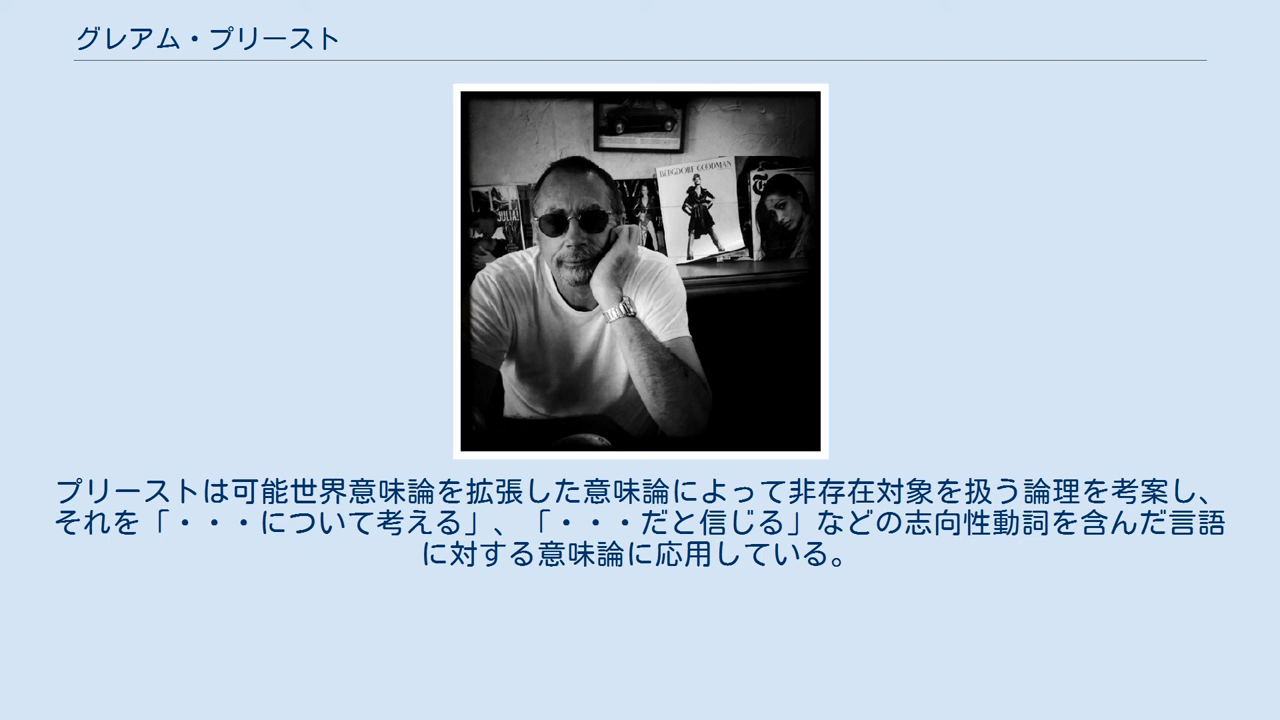 グレアム・プリースト
BERGDORF GOODMAN
JULIA!
T
プリーストは可能世界意味論を拡張した意味論によって非存在対象を扱う論理を考案し、
それを「・・・について考える」、「・・・だと信じる」などの志向性動詞を含んだ言語
に対する意味論に応用している。